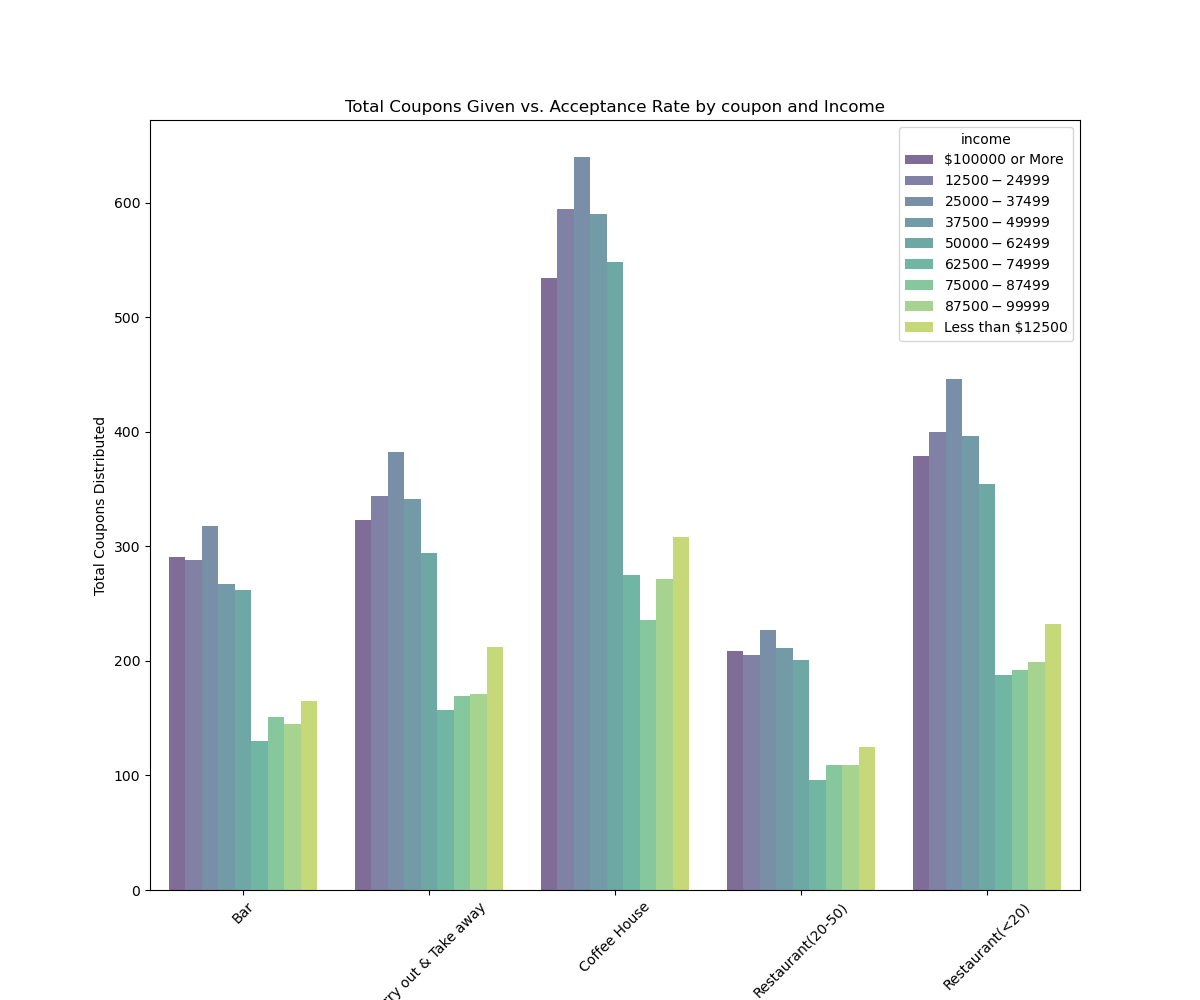 Total Coupons Given vs. Acceptance Rate by coupon and Income
income
$100000 or More
12500 − 24999
25000 − 37499
37500 − 49999
50000 − 62499
62500 − 74999
75000 − 87499
87500 − 99999
Less than $12500
Total Coupons Distributed
600
500
400
300
200
100
0
Bar
out & Take away
Coffee House
Restaurant(20-50)
Restaurant(<20)